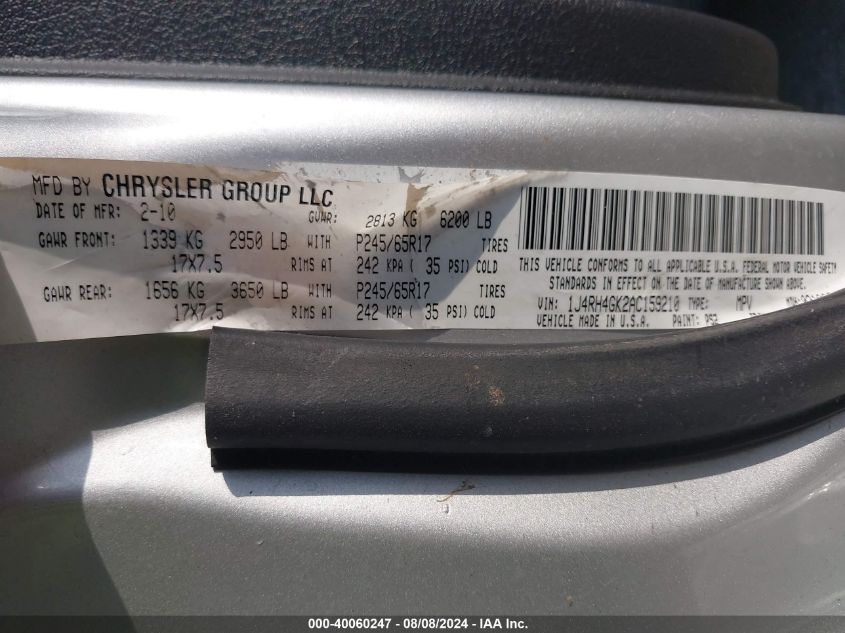 MFD BY CHRYSLER GROUP LLC
DATE OF MFR: 2-10 GVWR: 2813 KG 6200 LB
GAWR FRONT: 1339 KG 2950 LB WITH P245/65R17 TIRES
17X7.5 RIMS AT 242 KPA ( 35 PSI) COLD
GAWR REAR: 1656 KG 3650 LB WITH P245/65R17 TIRES
17X7.5 RIMS AT 242 KPA ( 35 PSI) COLD
THIS VEHICLE CONFORMS TO ALL APPLICABLE U.S.A. FEDERAL MOTOR VEHICLE SAFETY
STANDARDS IN EFFECT ON THE DATE OF MANUFACTURE SHOWN ABOVE.
VIN: 1J4RH4GK2AC159210 TYPE: MPV
VEHICLE MADE IN U.S.A. PAINT:
000-40060247 - 08/08/2024 - IAA Inc.